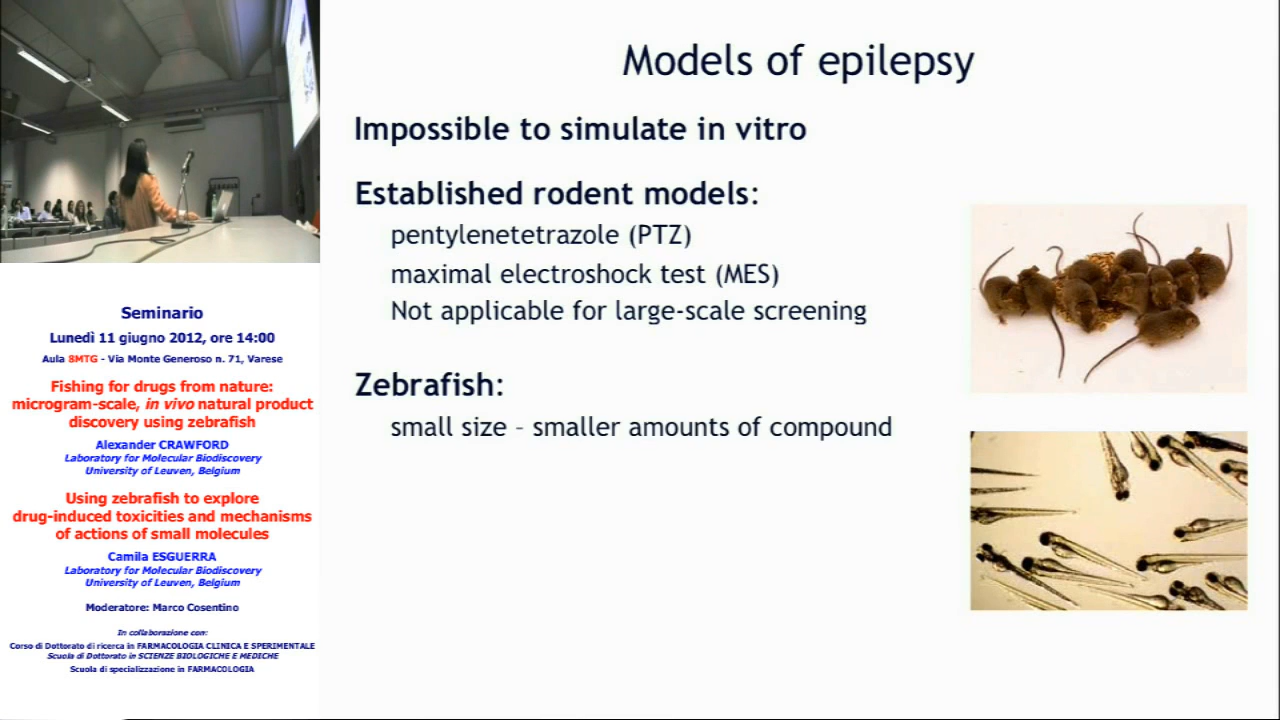 Models of epilepsy
Impossible to simulate in vitro
Established rodent models:
pentylenetetrazole (PTZ)
maximal electroshock test (MES)
Not applicable for large-scale screening
Zebrafish:
small size – smaller amounts of compound
Seminario
Lunedì 11 giugno 2012, ore 14:00
Aula 8MTG - Via Monte Generoso n. 71, Varese
Fishing for drugs from nature:
microgram-scale, in vivo natural product
discovery using zebrafish
Alexander CRAWFORD
Laboratory for Molecular Biodiscovery
University of Leuven, Belgium
Using zebrafish to explore
drug-induced toxicities and mechanisms
of actions of small molecules
Camila ESGUERRA
Laboratory for Molecular Biodiscovery
University of Leuven, Belgium
Moderatore: Marco Cosentino
In collaborazione con:
Corso di Dottorato di ricerca in FARMACOLOGIA CLINICA E SPERIMENTALE
Scuola di Dottorato in SCIENZE BIOLOGICHE E MEDICHE
Scuola di specializzazione in FARMACOLOGIA